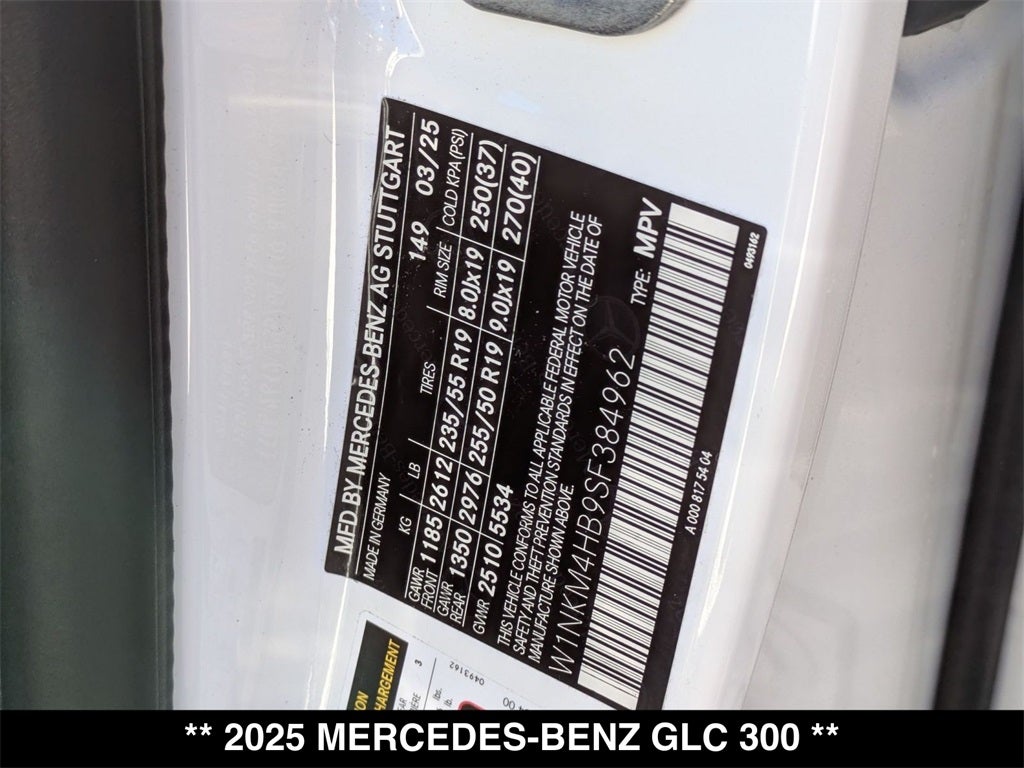 MFD BY MERCEDES-BENZ AG STUTTGART
MADE IN GERMANY 149 03/25
KG LB TIRES RIM SIZE COLD KPA (PSI)
GAWR FRONT 1185 2612 235/55 R19 8.0Jx19 250(37)
GAWR REAR 1350 2976 255/50 R19 9.0Jx19 270(40)
GVWR 2510 5534
THIS VEHICLE CONFORMS TO ALL APPLICABLE FEDERAL MOTOR VEHICLE
SAFETY AND THEFT PREVENTION STANDARDS IN EFFECT ON THE DATE OF
MANUFACTURE SHOWN ABOVE.
W1NKM4HB9SF384962 TYPE: MPV
A 000 817 54 04 0493162
CHARGEMENT
3
0493162
** 2025 MERCEDES-BENZ GLC 300 **